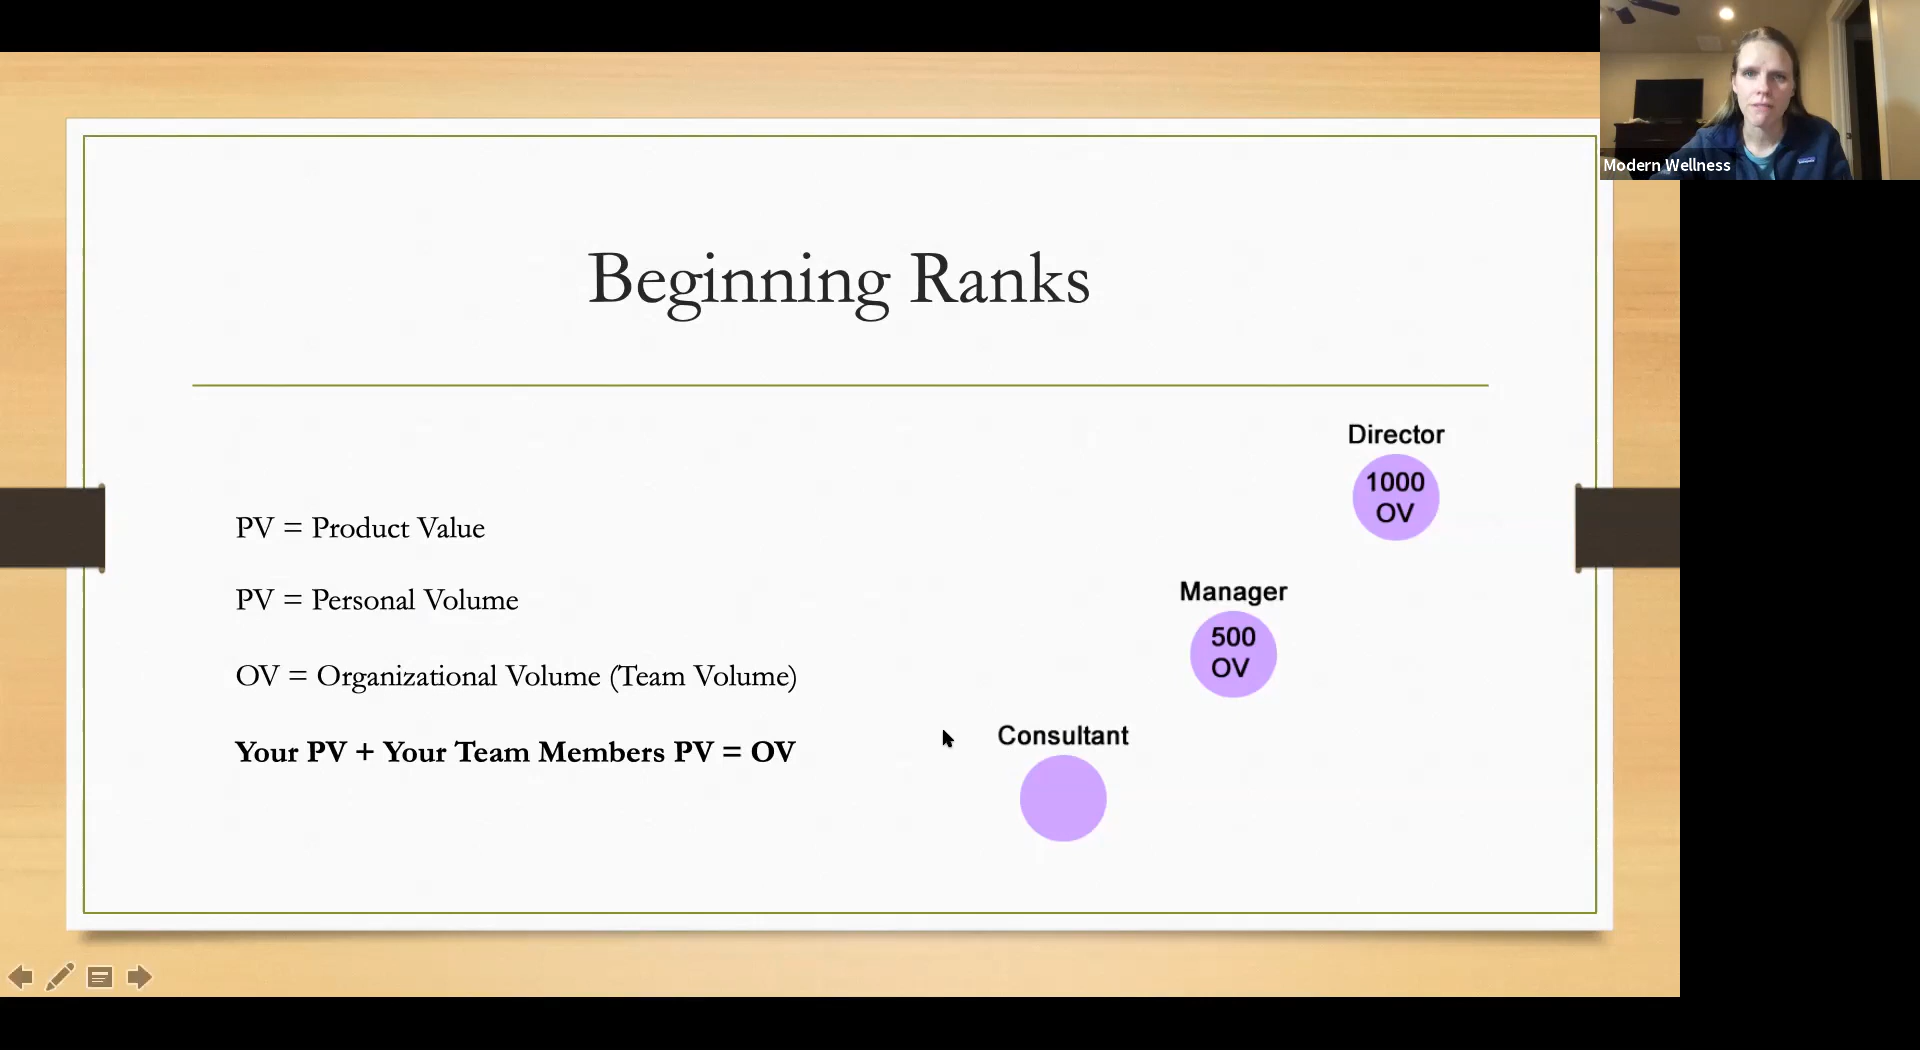 Modern Wellness
Beginning Ranks
PV = Product Value
PV = Personal Volume
OV = Organizational Volume (Team Volume)
Your PV + Your Team Members PV = OV
Director
1000
OV
Manager
500
OV
Consultant